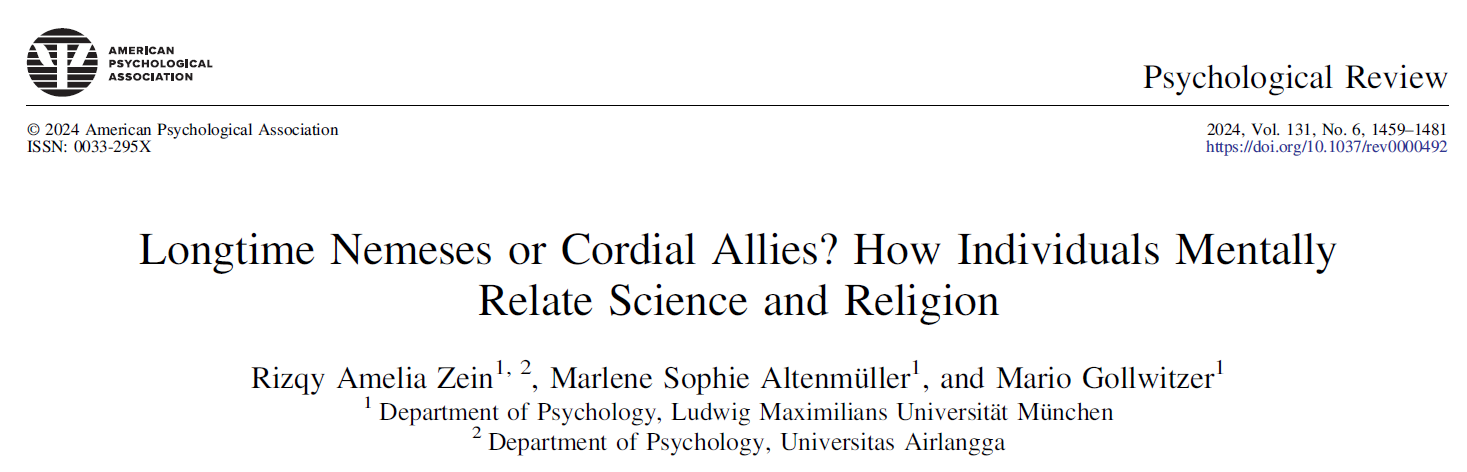 AMERICAN
PSYCHOLOGICAL
ASSOCIATION
Psychological Review
© 2024 American Psychological Association
ISSN: 0033-295X
2024, Vol. 131, No. 6, 1459–1481
https://doi.org/10.1037/rev0000492
Longtime Nemeses or Cordial Allies? How Individuals Mentally
Relate Science and Religion
Rizqy Amelia Zein1, 2, Marlene Sophie Altenmüller1, and Mario Gollwitzer1
1 Department of Psychology, Ludwig Maximilians Universität München
2 Department of Psychology, Universitas Airlangga